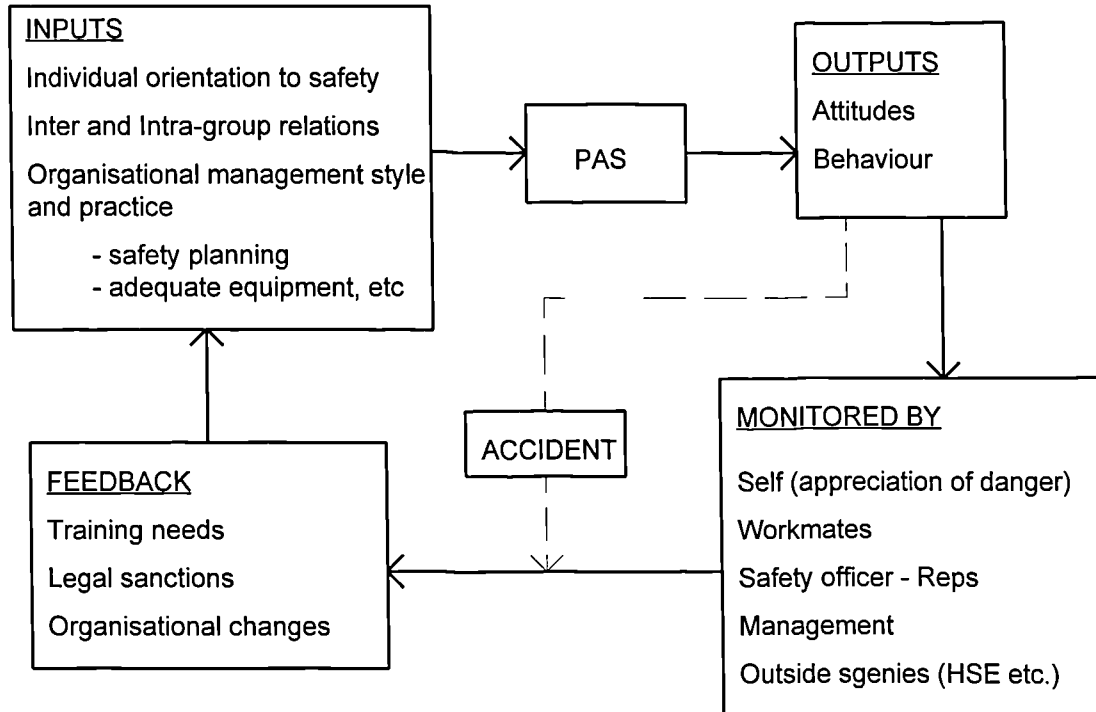 INPUTS
Individual orientation to safety
Inter and Intra-group relations
Organisational management style
and practice
- safety planning
- adequate equipment, etc
PAS
OUTPUTS
Attitudes
Behaviour
ACCIDENT
MONITORED BY
Self (appreciation of danger)
Workmates
Safety officer - Reps
Management
Outside sgenies (HSE etc.)
FEEDBACK
Training needs
Legal sanctions
Organisational changes